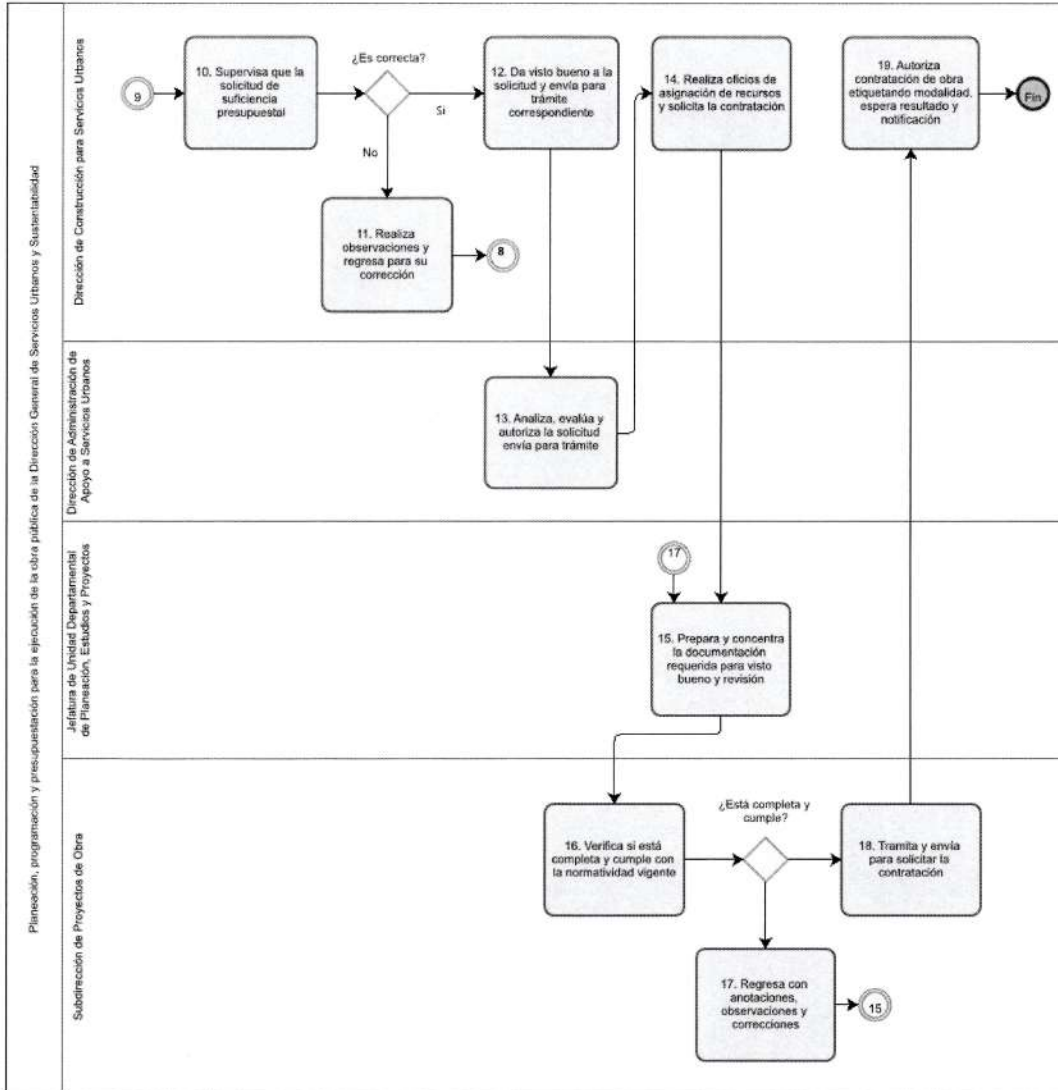 Planeación, programación y presupuestación para la ejecución de la obra pública de la Dirección General de Servicios Urbanos y Sustentabilidad
Dirección de Construcción para Servicios Urbanos
9
10. Supervisa que la
solicitud de
suficiencia
presupuestal
¿Es correcta?
Si
No
11. Realiza
observaciones y
regresa para su
corrección
8
12. Da visto bueno a la
solicitud y envía para
trámite
correspondiente
14. Realiza oficios de
asignación de recursos
y solicita la contratación
19. Autoriza
contratación de obra
etiquetando modalidad,
espera resultado y
notificación
Fin
Dirección de Administración de
Apoyo a Servicios Urbanos
13. Analiza, evalúa y
autoriza la solicitud
envía para trámite
Jefatura de Unidad Departamental
de Planeación, Estudios y Proyectos
17
15. Prepara y concentra
la documentación
requerida para visto
bueno y revisión
Subdirección de Proyectos de Obra
16. Verifica si está
completa y cumple con
la normatividad vigente
¿Está completa y
cumple?
18. Tramita y envía
para solicitar la
contratación
17. Regresa con
anotaciones,
observaciones y
correcciones
15